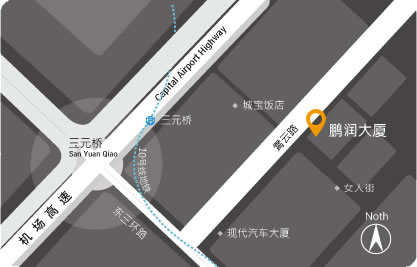 Capital Airport Highway
城宝饭店
三元桥
霄云路
鹏润大厦
三元桥
San Yuan Qiao
10号线地铁
女人街
机场高速
东三环路
现代汽车大厦
Noth